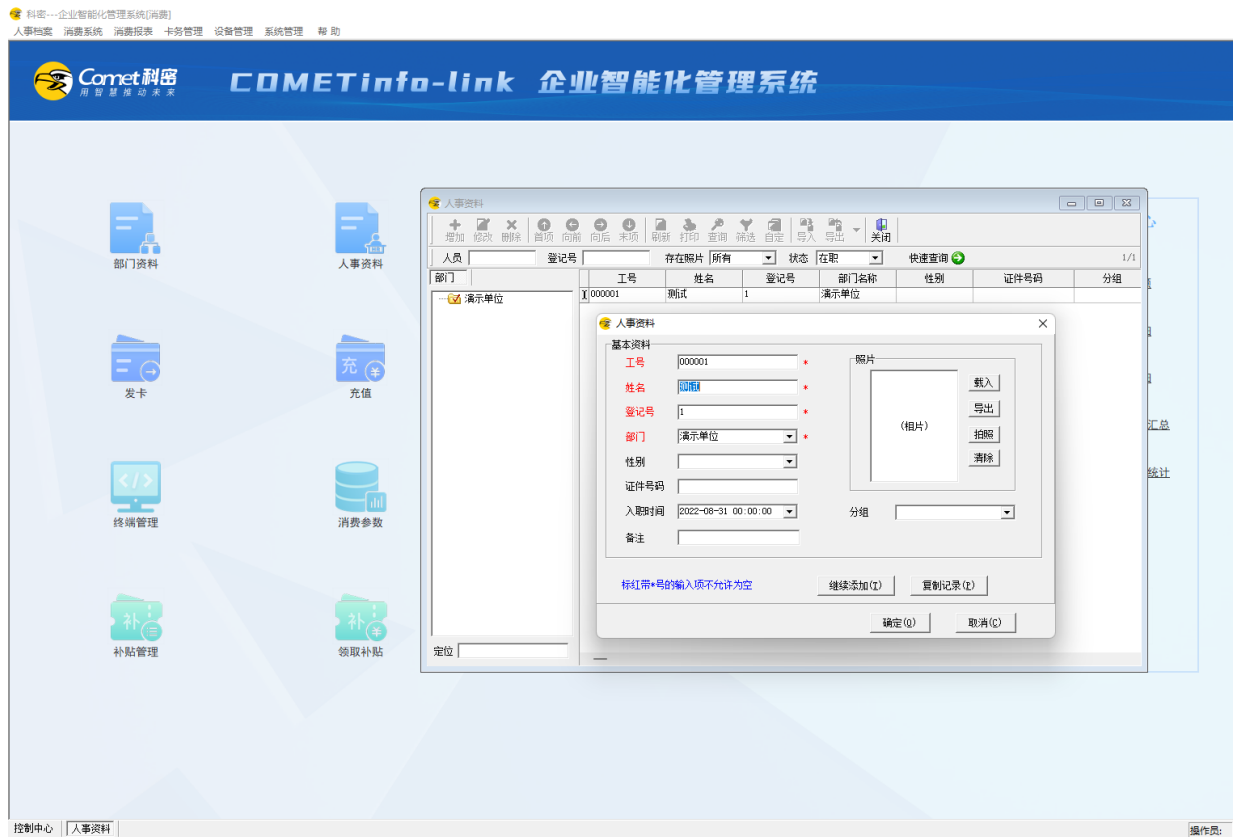 科密---企业智能化管理系统[消费]
人事档案 消费系统 消费报表 卡务管理 设备管理 系统管理 帮 助
Comet科密
用 智 慧 推 动 未 来
COMETinfo-link 企业智能化管理系统
部门资料
人事资料
发卡
充
充值
终端管理
消费参数
补
补贴管理
补
领取补贴
人事资料
增加 修改 删除 首项 向前 向后 末项 刷新 打印 查询 筛选 自定 导入 导出 关闭
人员 登记号 存在照片 所有 状态 在职 快速查询 1/1
部门
演示单位
工号 姓名 登记号 部门名称 性别 证件号码 分组
000001 测试 1 演示单位
定位
人事资料
基本资料
工号 000001 *
姓名 测试 *
登记号 1 *
部门 演示单位 *
性别
证件号码
入职时间 2022-08-31 00:00:00
备注
照片
(相片)
载入
导出
拍照
清除
分组
标红带*号的输入项不允许为空
继续添加(T) 复制记录(P)
确定(O) 取消(C)
汇总
统计
控制中心 人事资料 操作员: